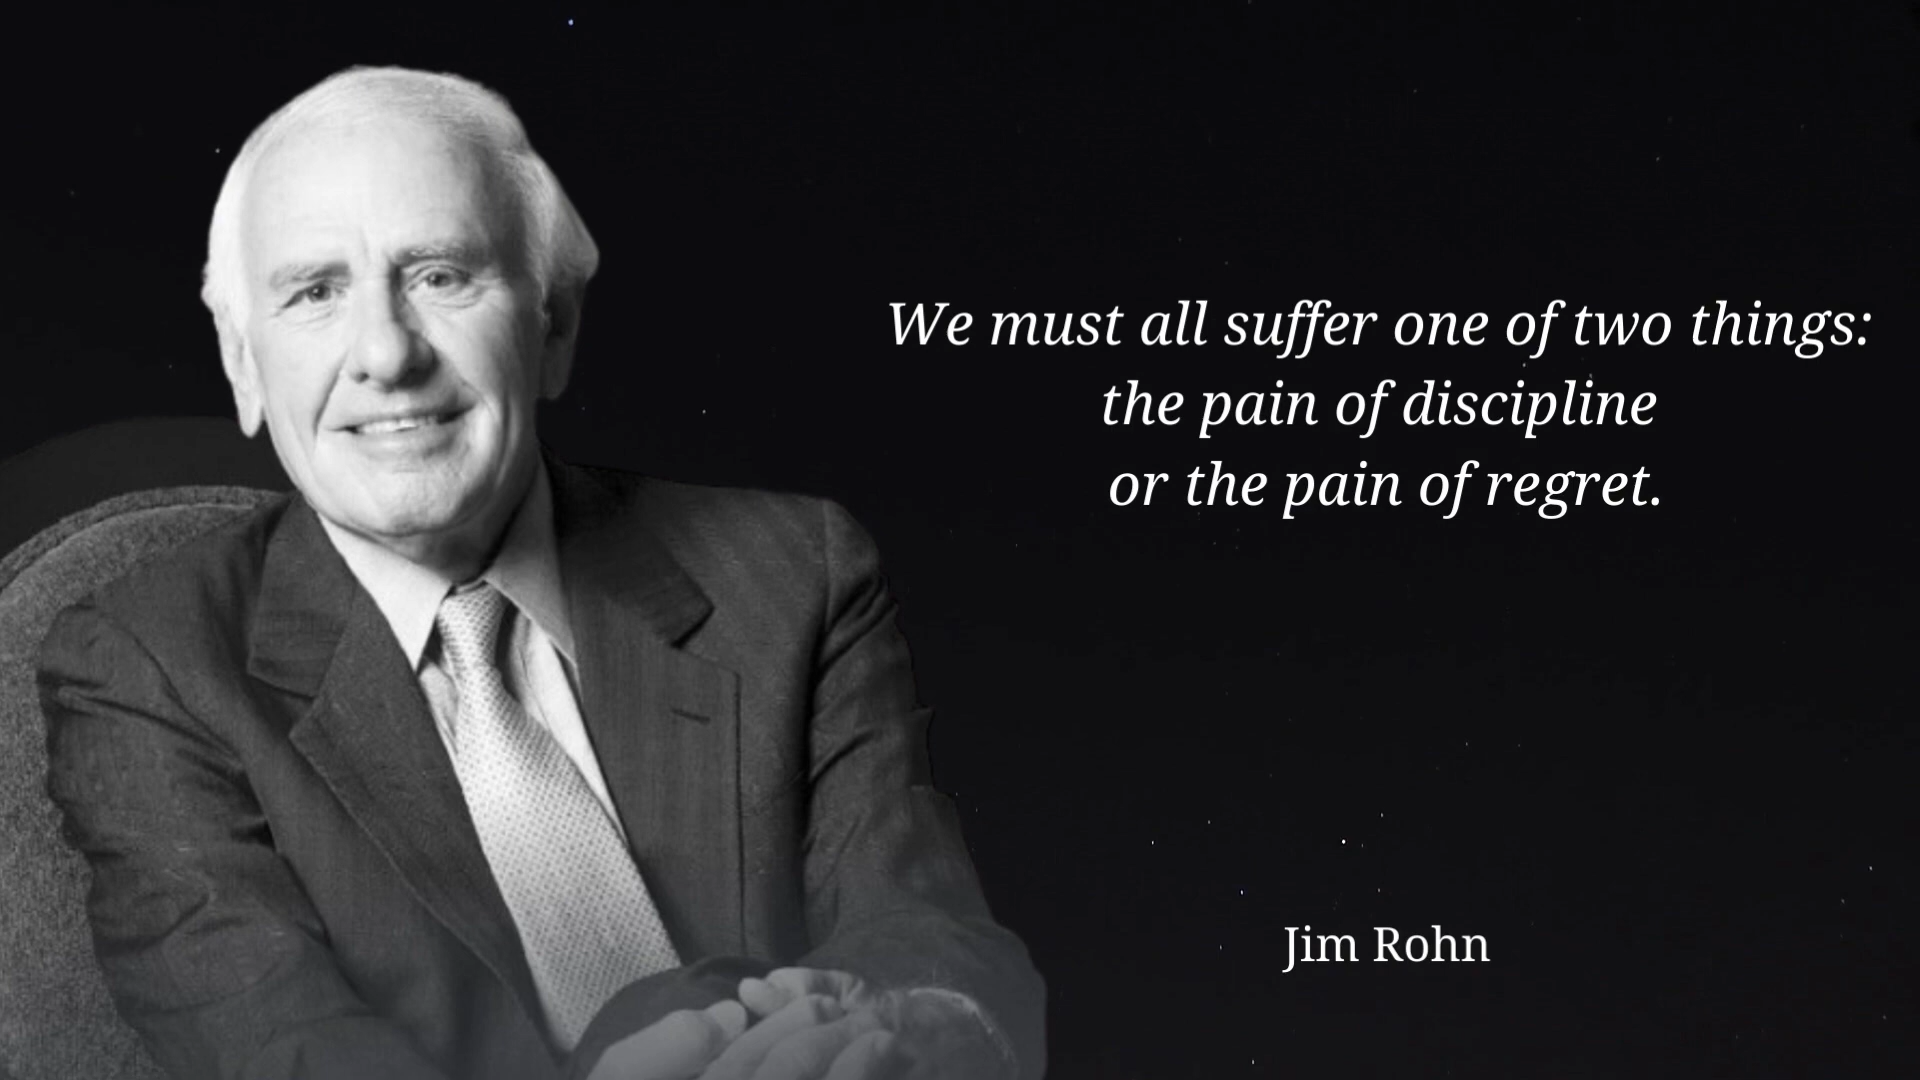 We must all suffer one of two things:
the pain of discipline
or the pain of regret.
Jim Rohn